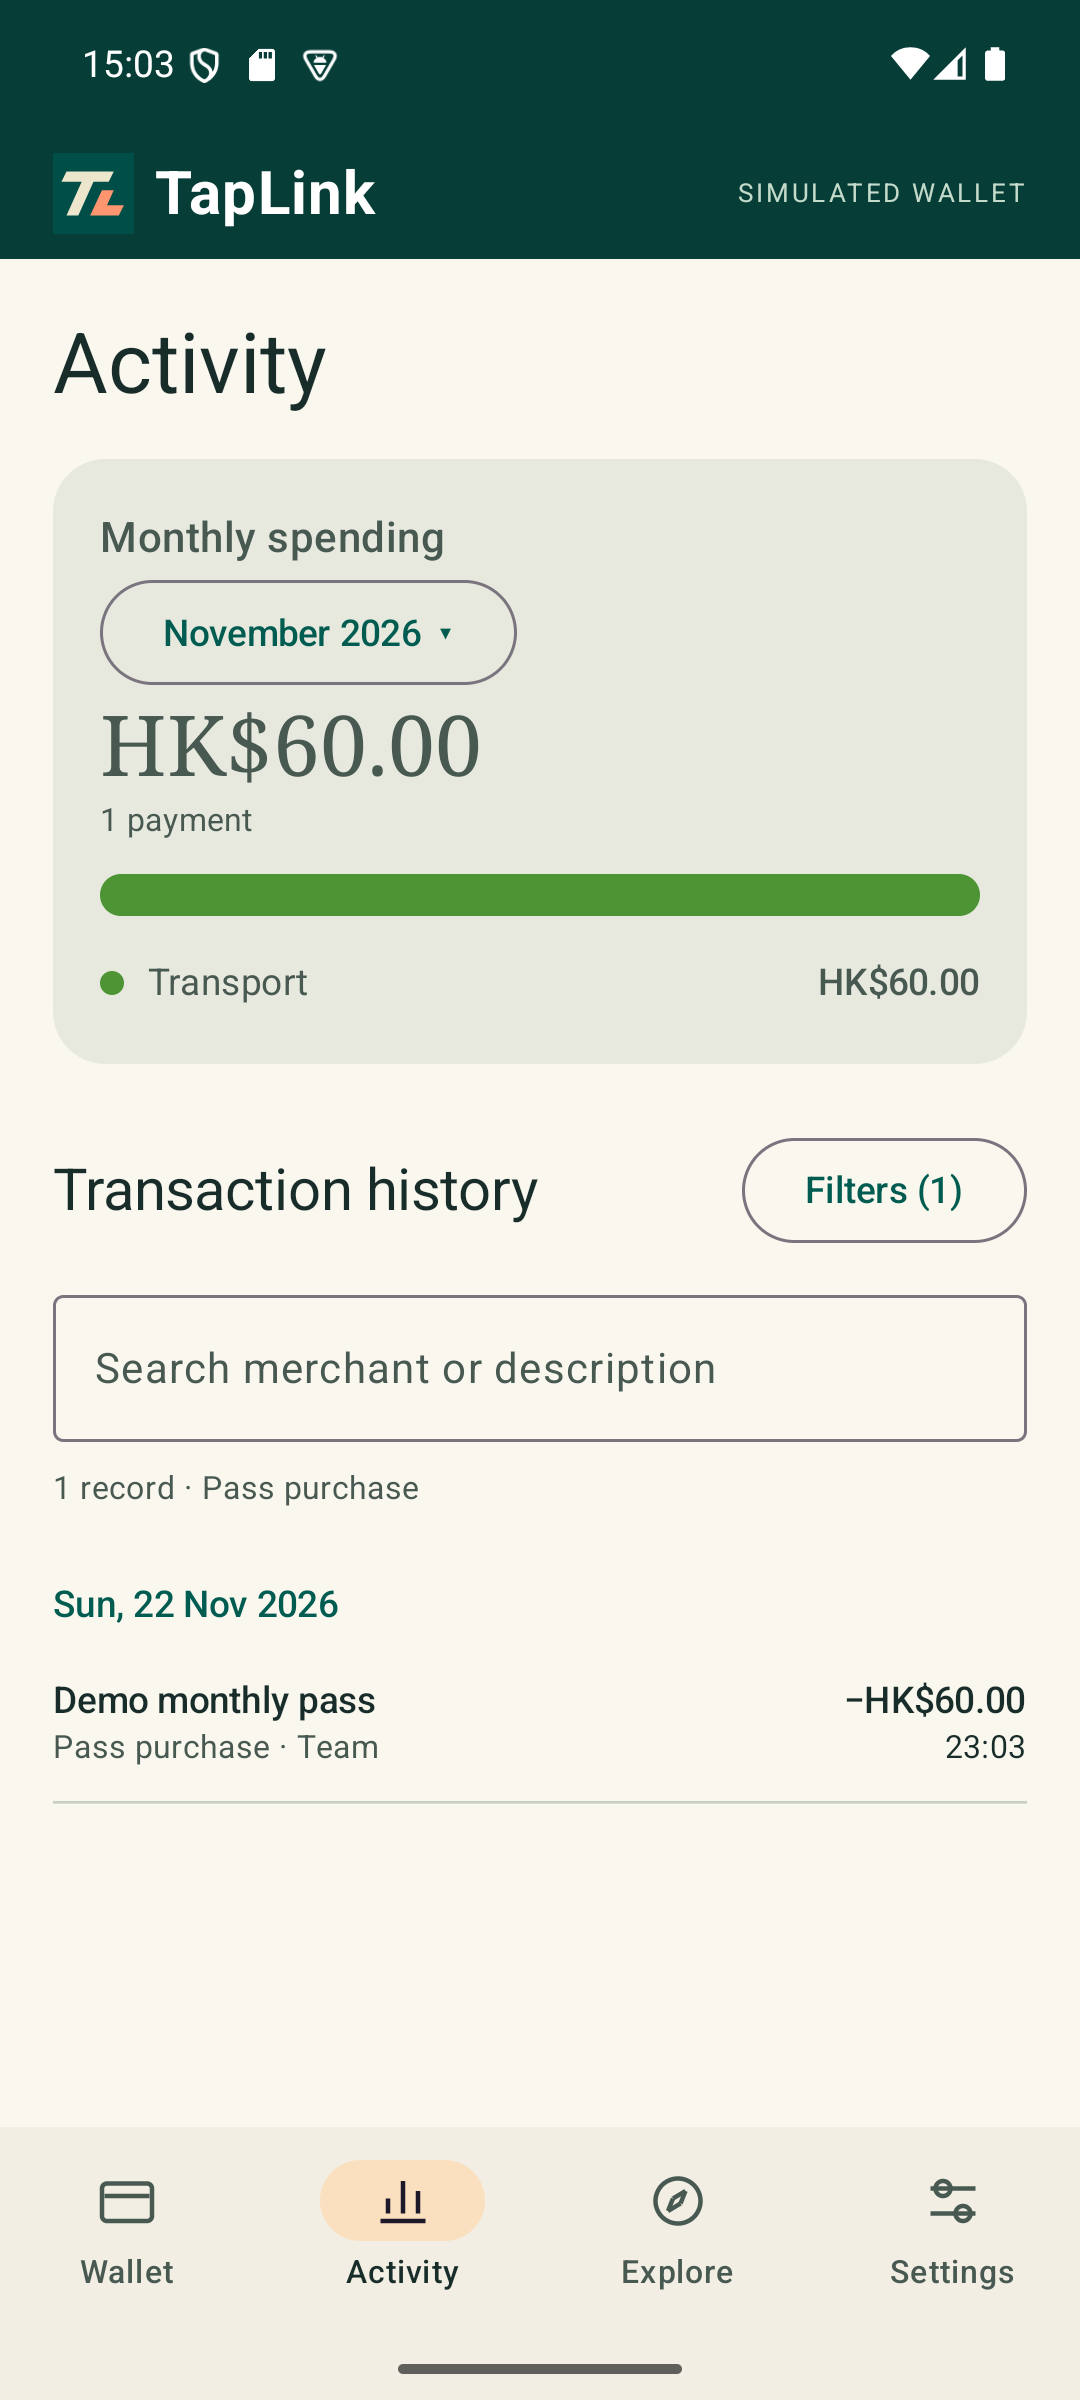 15:03
TL TapLink
SIMULATED WALLET
Activity
Monthly spending
November 2026 ▾
HK$60.00
1 payment
Transport HK$60.00
Transaction history
Filters (1)
Search merchant or description
1 record · Pass purchase
Sun, 22 Nov 2026
Demo monthly pass −HK$60.00
Pass purchase · Team 23:03
Wallet Activity Explore Settings